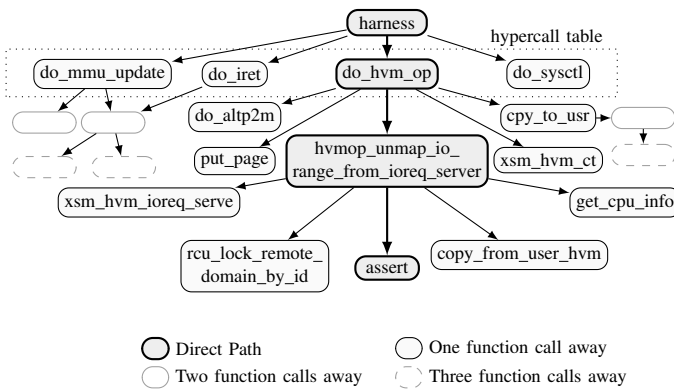 harness
hypercall table
do_mmu_update
do_iret
do_hvm_op
do_sysctl
do_altp2m
cpy_to_usr
put_page
hvmop_unmap_io_
range_from_ioreq_server
xsm_hvm_ct
xsm_hvm_ioreq_serve
get_cpu_info
rcu_lock_remote_
domain_by_id
assert
copy_from_user_hvm
Direct Path
One function call away
Two function calls away
Three function calls away